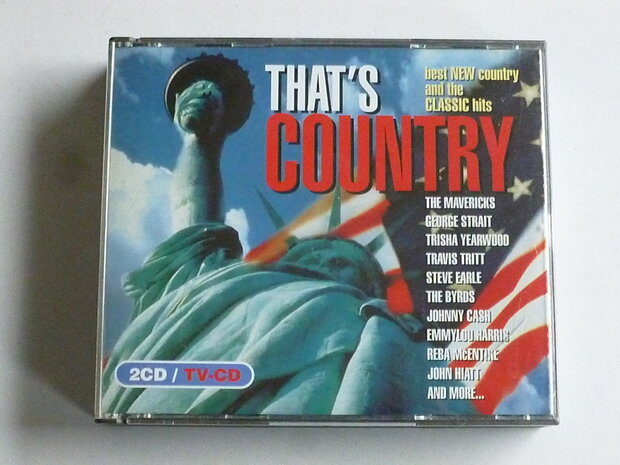 THAT'S
COUNTRY
best NEW country
and the
CLASSIC hits
THE MAVERICKS
GEORGE STRAIT
TRISHA YEARWOOD
TRAVIS TRITT
STEVE EARLE
THE BYRDS
JOHNNY CASH
EMMYLOU HARRIS
REBA McENTIRE
JOHN HIATT
AND MORE...
2CD / TV-CD